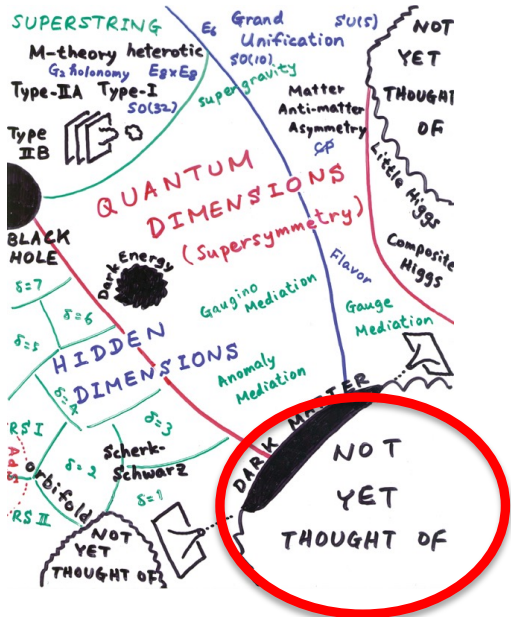 SUPERSTRING
M-theory heterotic
G₂ holonomy E8xE8
Type-IIA Type-I
SO(32)
Type
IIB
E6
Grand
Unification
SU(5)
SO(10)
supergravity
Matter
Anti-matter
Asymmetry
CP
NOT
YET
THOUGHT
OF
Little Higgs
Composite
Higgs
QUANTUM
DIMENSIONS
(Supersymmetry)
BLACK
HOLE
Dark Energy
Gaugino
Mediation
Flavor
Gauge
Mediation
Anomaly
Mediation
δ=7
δ=6
δ=5
HIDDEN
DIMENSIONS
δ=4
δ=3
RS I
AdS
orbifold
δ=2
Scherk-
Schwarz
δ=1
RS II
NOT
YET
THOUGHT OF
DARK MATTER
NOT
YET
THOUGHT OF